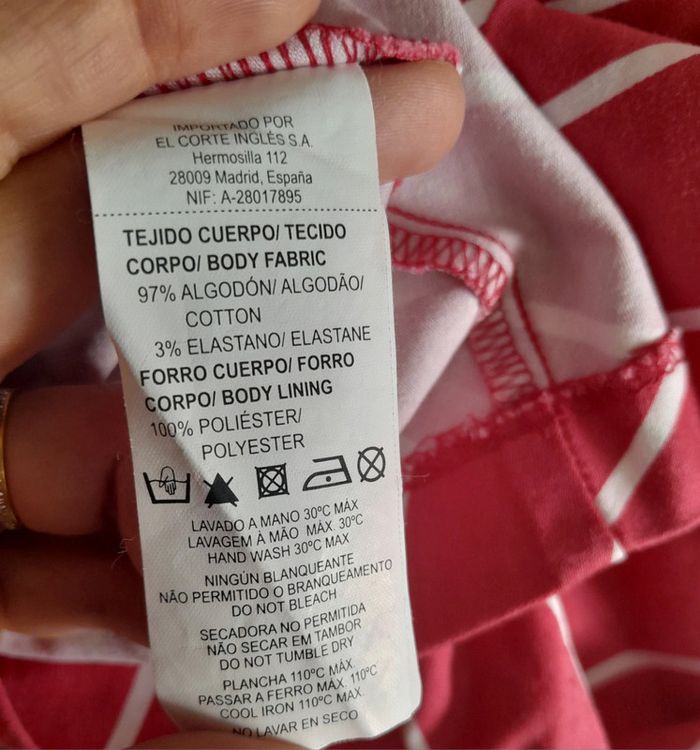 IMPORTADO POR
EL CORTE INGLÉS S.A.
Hermosilla 112
28009 Madrid, España
NIF: A-28017895
TEJIDO CUERPO/ TECIDO
CORPO/ BODY FABRIC
97% ALGODÓN/ ALGODÃO/
COTTON
3% ELASTANO/ ELASTANE
FORRO CUERPO/ FORRO
CORPO/ BODY LINING
100% POLIÉSTER/
POLYESTER
LAVADO A MANO 30ºC MÁX
LAVAGEM À MÃO MÁX. 30ºC
HAND WASH 30ºC MAX
NINGÚN BLANQUEANTE
NÃO PERMITIDO O BRANQUEAMENTO
DO NOT BLEACH
SECADORA NO PERMITIDA
NÃO SECAR EM TAMBOR
DO NOT TUMBLE DRY
PLANCHA 110ºC MÁX.
PASSAR A FERRO MÁX. 110ºC
COOL IRON 110ºC MAX.
NO LAVAR EN SECO